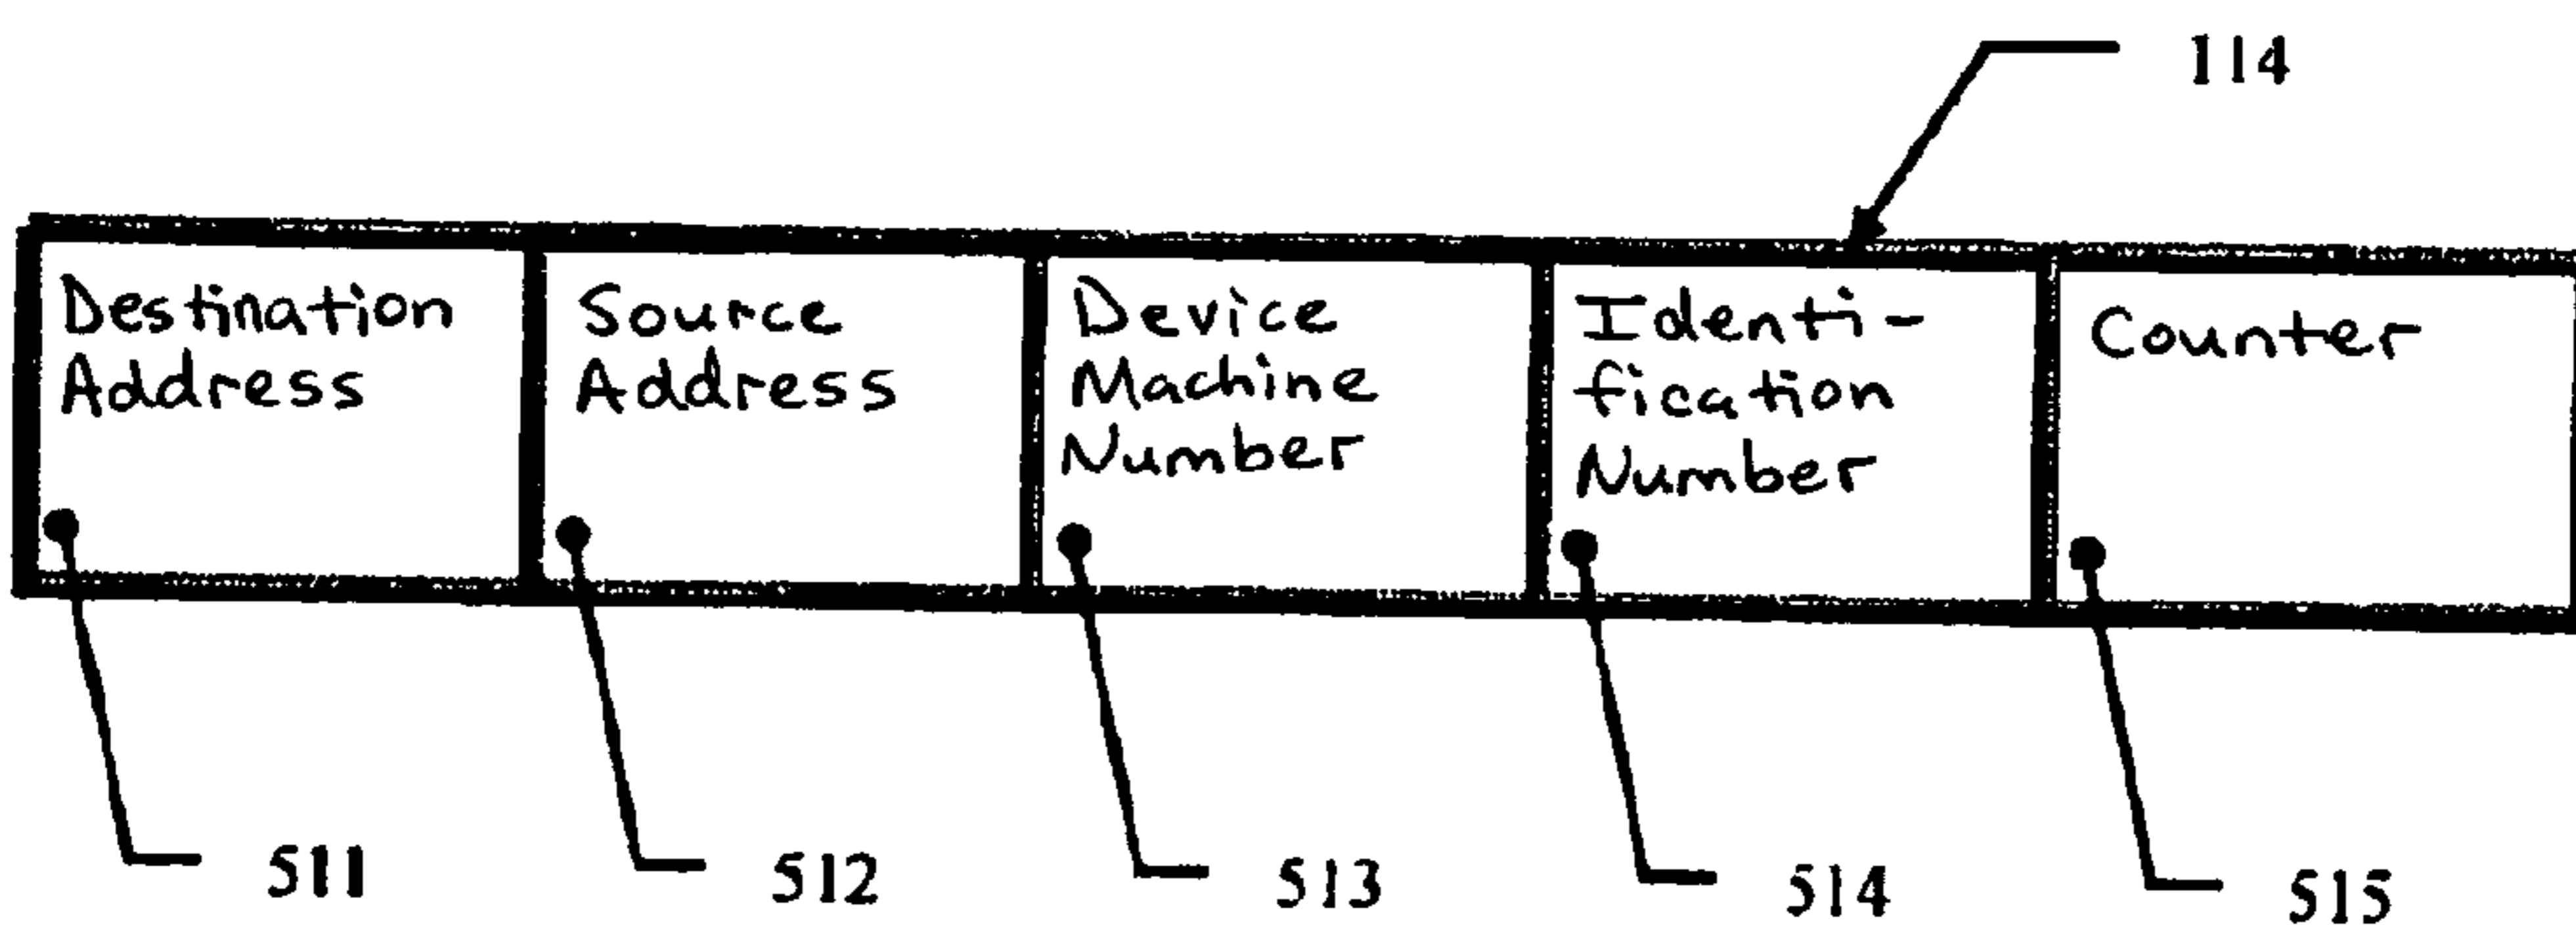 114
Destination
Address
Source
Address
Device
Machine
Number
Identi-
fication
Number
Counter
511
512
513
514
515